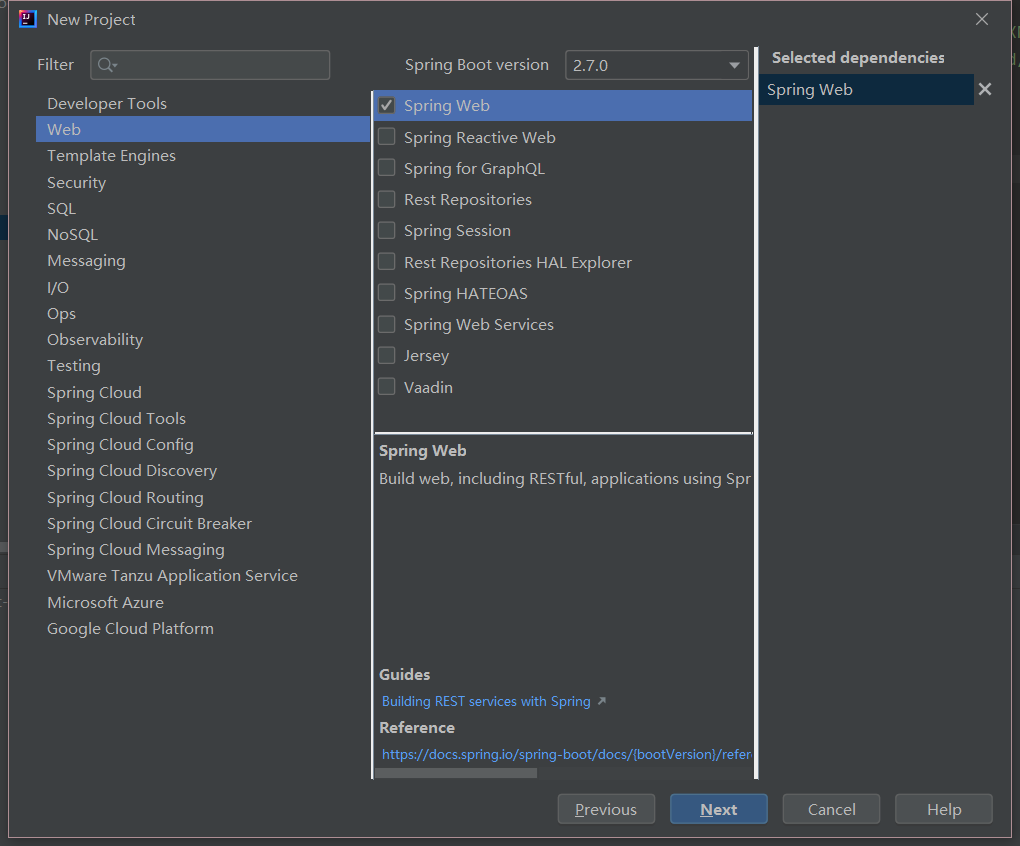 New Project
Filter
Spring Boot version 2.7.0
Selected dependencies
Developer Tools
Web
Template Engines
Security
SQL
NoSQL
Messaging
I/O
Ops
Observability
Testing
Spring Cloud
Spring Cloud Tools
Spring Cloud Config
Spring Cloud Discovery
Spring Cloud Routing
Spring Cloud Circuit Breaker
Spring Cloud Messaging
VMware Tanzu Application Service
Microsoft Azure
Google Cloud Platform
Spring Web
Spring Reactive Web
Spring for GraphQL
Rest Repositories
Spring Session
Rest Repositories HAL Explorer
Spring HATEOAS
Spring Web Services
Jersey
Vaadin
Spring Web
Build web, including RESTful, applications using Spr
Guides
Building REST services with Spring
Reference
https://docs.spring.io/spring-boot/docs/{bootVersion}/refer
Spring Web
Previous
Next
Cancel
Help